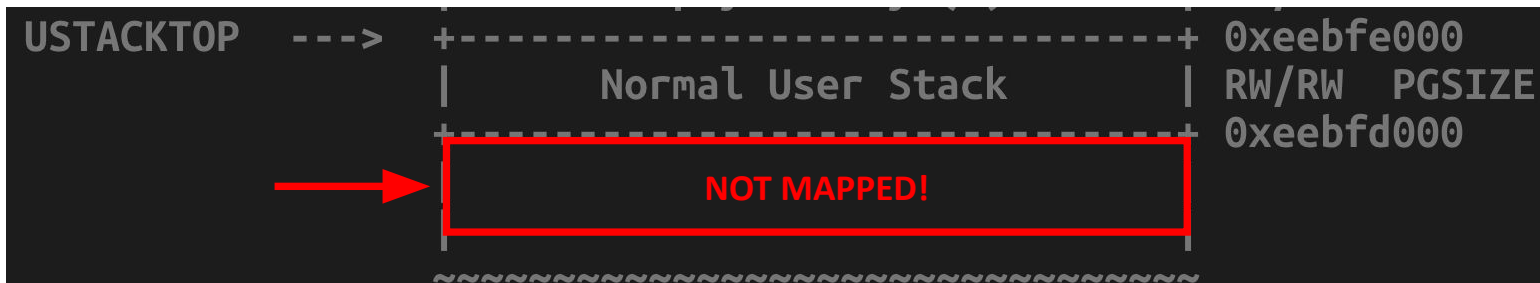 USTACKTOP ---> +------------------------------+ 0xeebfe000
| Normal User Stack | RW/RW PGSIZE
+------------------------------+ 0xeebfd000
NOT MAPPED!
~~~~~~~~~~~~~~~~~~~~~~~~~~~~~~~~